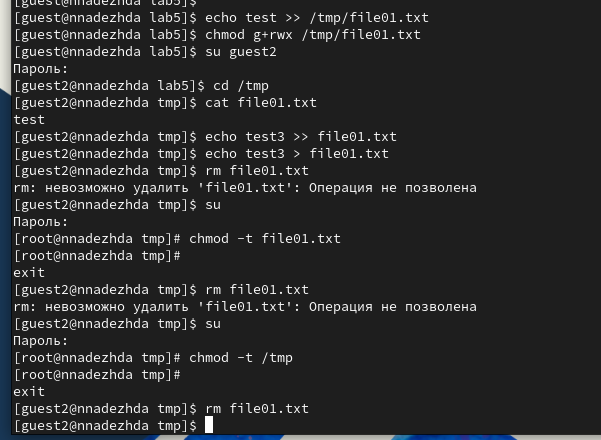 [guest@nnadezhda lab5]$
[guest@nnadezhda lab5]$ echo test >> /tmp/file01.txt
[guest@nnadezhda lab5]$ chmod g+rwx /tmp/file01.txt
[guest@nnadezhda lab5]$ su guest2
Пароль:
[guest2@nnadezhda lab5]$ cd /tmp
[guest2@nnadezhda tmp]$ cat file01.txt
test
[guest2@nnadezhda tmp]$ echo test3 >> file01.txt
[guest2@nnadezhda tmp]$ echo test3 > file01.txt
[guest2@nnadezhda tmp]$ rm file01.txt
rm: невозможно удалить 'file01.txt': Операция не позволена
[guest2@nnadezhda tmp]$ su
Пароль:
[root@nnadezhda tmp]# chmod -t file01.txt
[root@nnadezhda tmp]#
exit
[guest2@nnadezhda tmp]$ rm file01.txt
rm: невозможно удалить 'file01.txt': Операция не позволена
[guest2@nnadezhda tmp]$ su
Пароль:
[root@nnadezhda tmp]# chmod -t /tmp
[root@nnadezhda tmp]#
exit
[guest2@nnadezhda tmp]$ rm file01.txt
[guest2@nnadezhda tmp]$